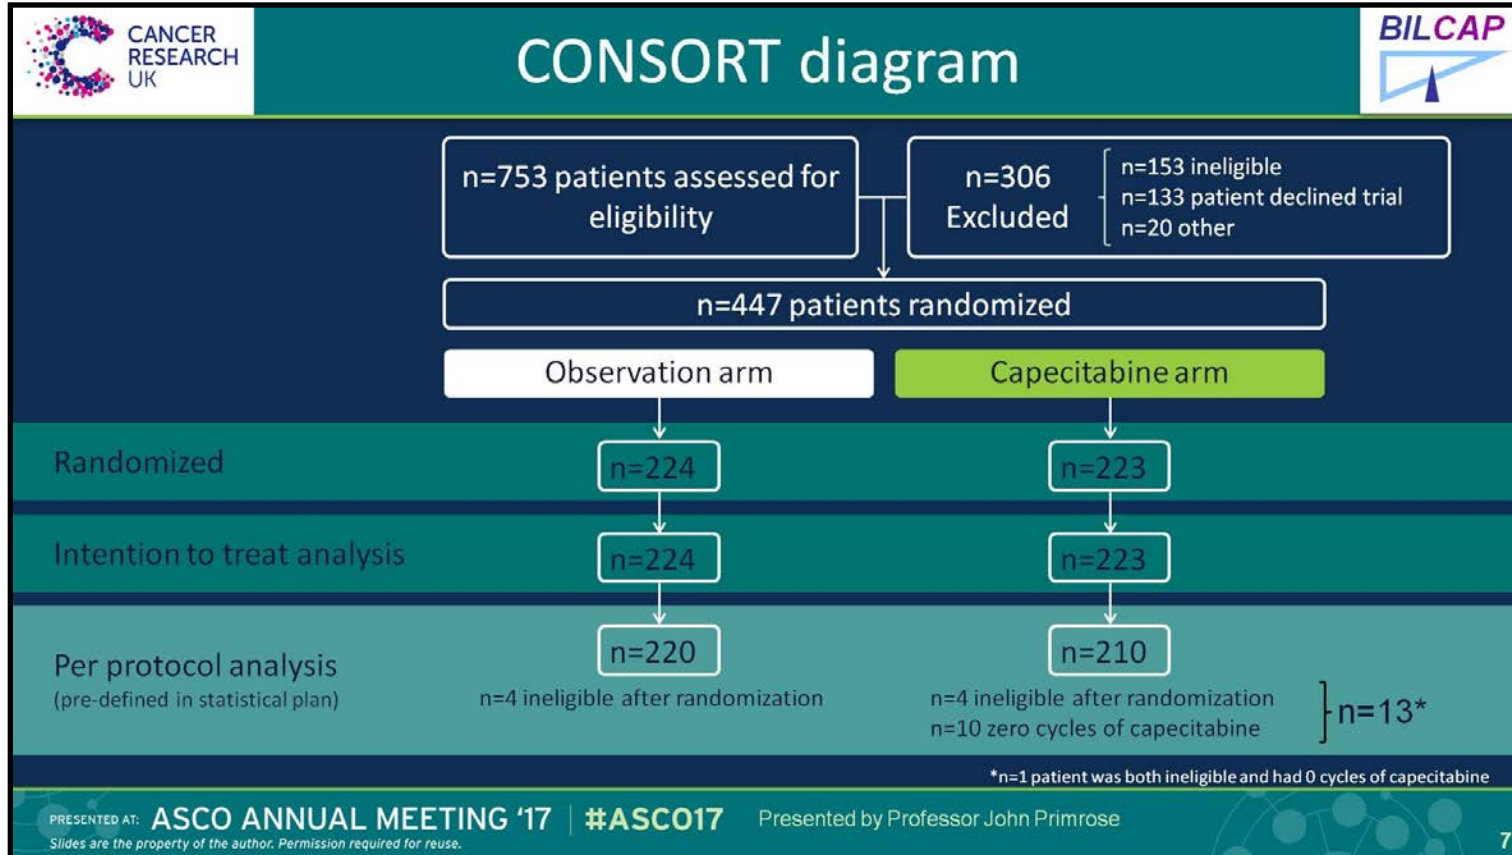 CANCER
RESEARCH
UK
CONSORT diagram
BILCAP
n=753 patients assessed for
eligibility
n=306
Excluded
n=153 ineligible
n=133 patient declined trial
n=20 other
n=447 patients randomized
Observation arm
Capecitabine arm
Randomized
n=224
n=223
Intention to treat analysis
n=224
n=223
Per protocol analysis
(pre-defined in statistical plan)
n=220
n=4 ineligible after randomization
n=210
n=4 ineligible after randomization
n=10 zero cycles of capecitabine
n=13*
*n=1 patient was both ineligible and had 0 cycles of capecitabine
PRESENTED AT: ASCO ANNUAL MEETING '17 | #ASCO17 Presented by Professor John Primrose
Slides are the property of the author. Permission required for reuse.
7